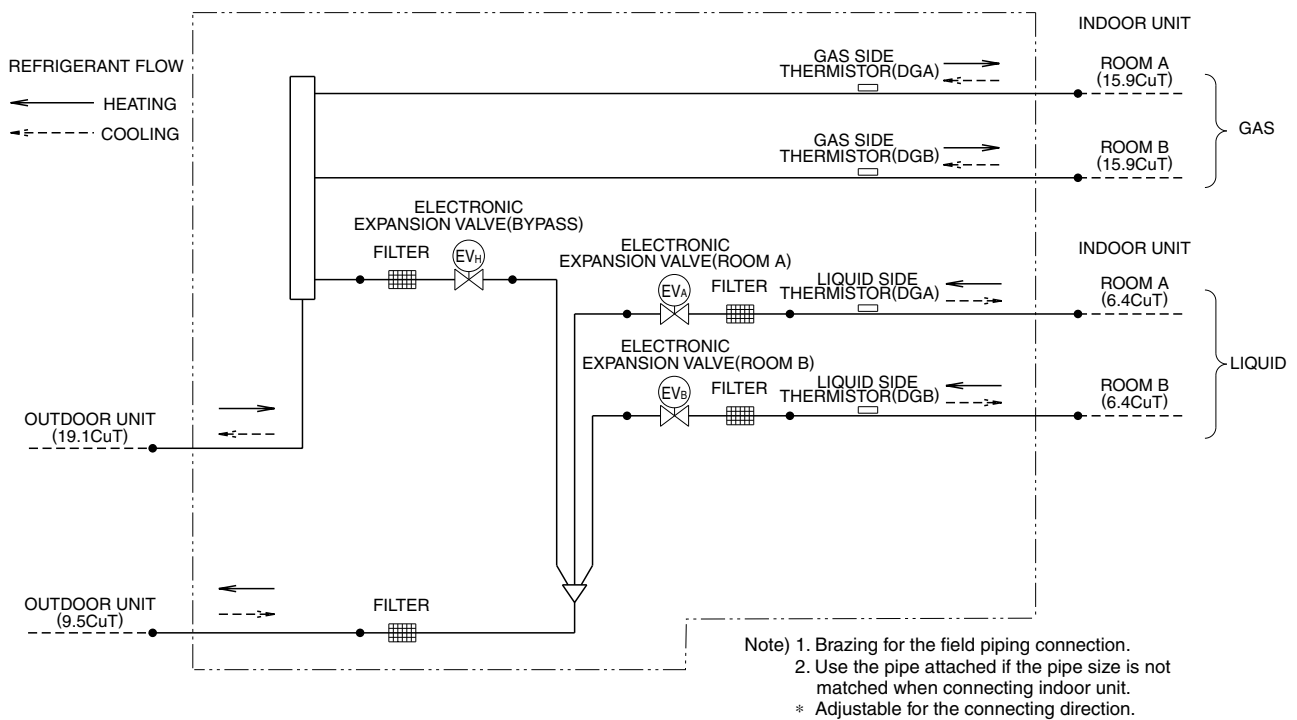 INDOOR UNIT
REFRIGERANT FLOW
HEATING
COOLING
GAS SIDE
THERMISTOR(DGA)
ROOM A
(15.9CuT)
GAS
GAS SIDE
THERMISTOR(DGB)
ROOM B
(15.9CuT)
ELECTRONIC
EXPANSION VALVE(BYPASS)
FILTER
EVH
INDOOR UNIT
ELECTRONIC
EXPANSION VALVE(ROOM A)
EVA
FILTER
LIQUID SIDE
THERMISTOR(DGA)
ROOM A
(6.4CuT)
LIQUID
ELECTRONIC
EXPANSION VALVE(ROOM B)
EVB
FILTER
LIQUID SIDE
THERMISTOR(DGB)
ROOM B
(6.4CuT)
OUTDOOR UNIT
(19.1CuT)
OUTDOOR UNIT
(9.5CuT)
FILTER
Note) 1. Brazing for the field piping connection.
2. Use the pipe attached if the pipe size is not
matched when connecting indoor unit.
* Adjustable for the connecting direction.